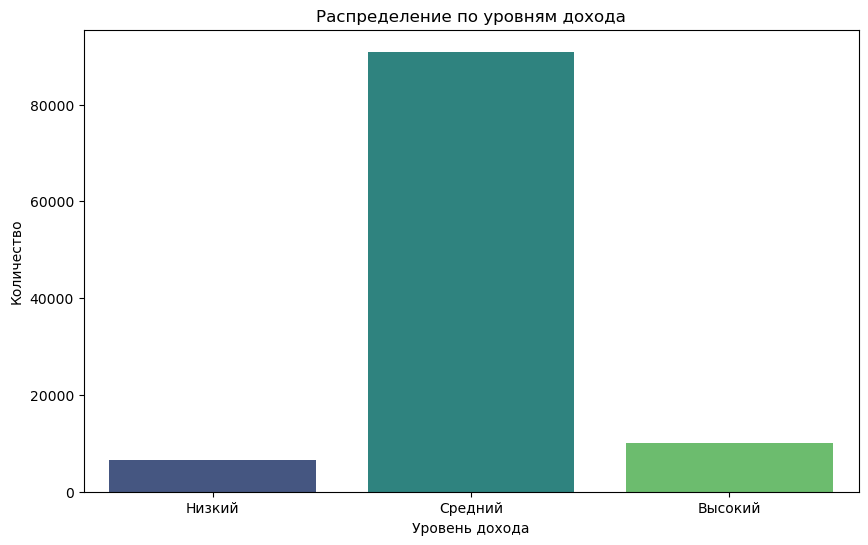 Распределение по уровням дохода
80000
60000
40000
20000
0
Количество
Низкий Средний Высокий
Уровень дохода